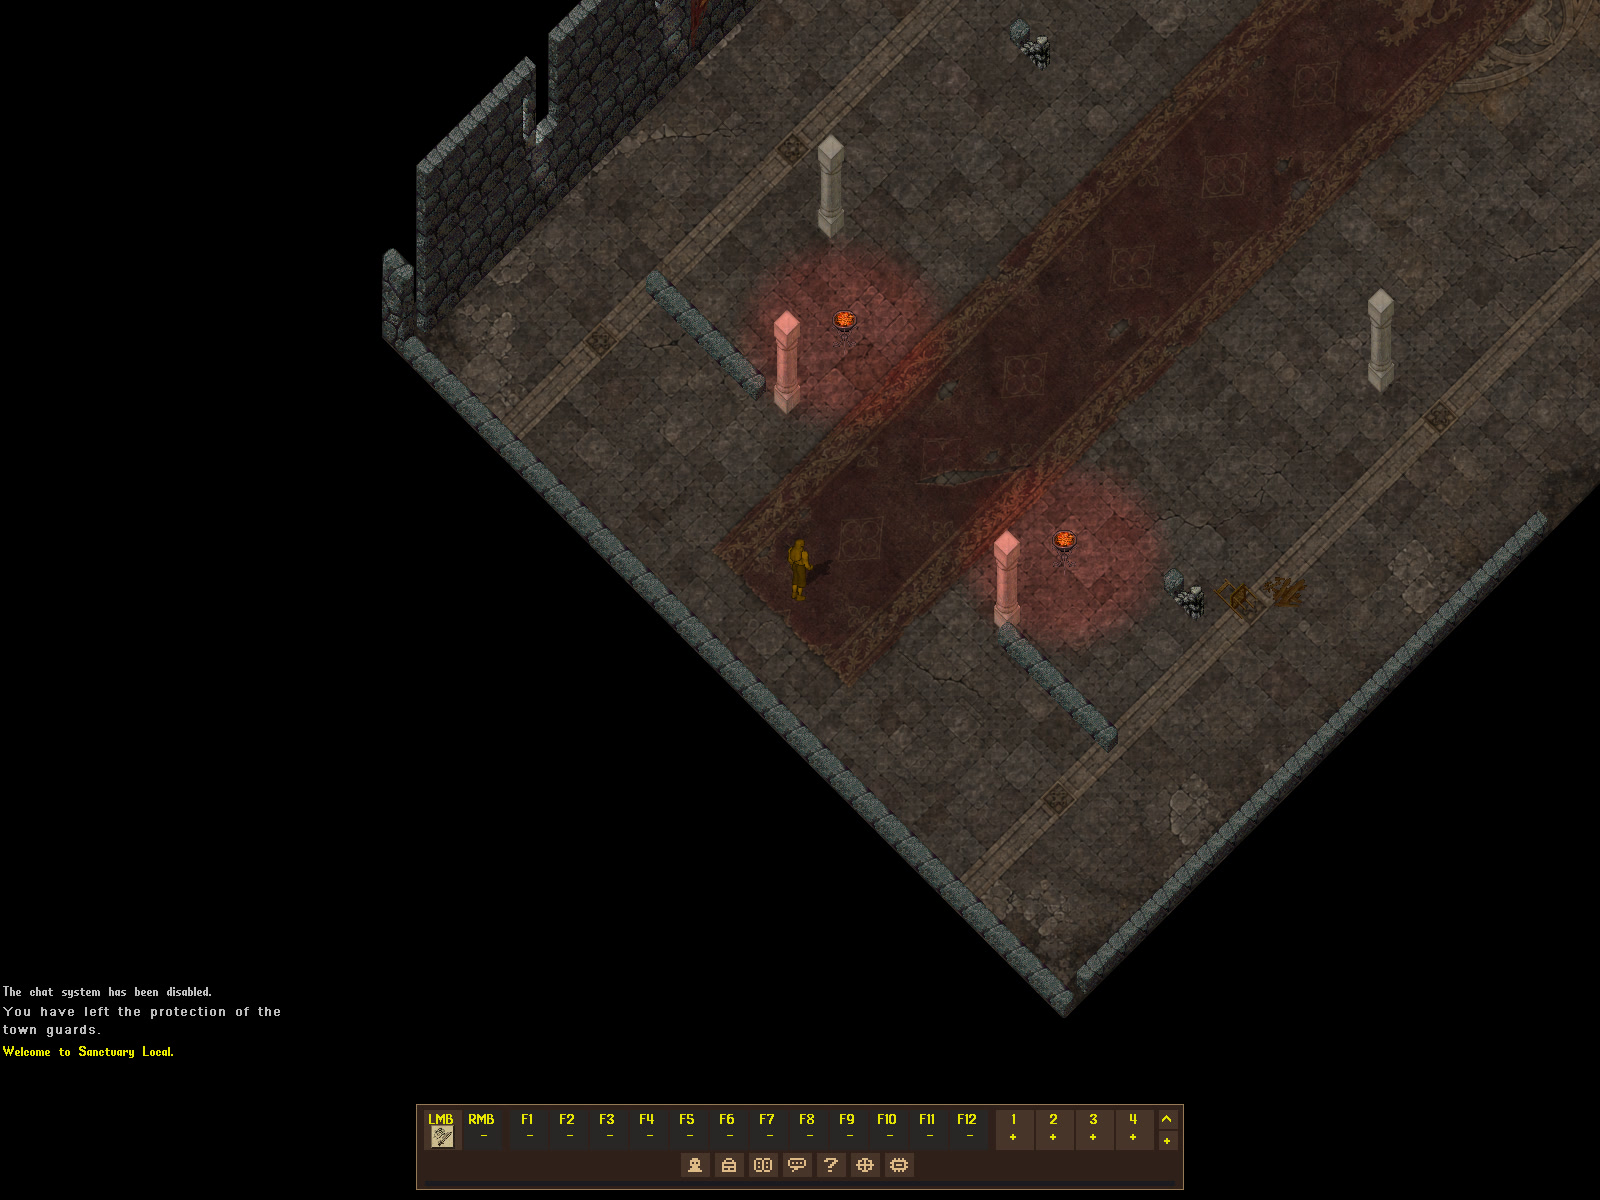 The chat system has been disabled.
You have left the protection of the
town guards.
Welcome to Sanctuary Local.
LMB RMB F1 F2 F3 F4 F5 F6 F7 F8 F9 F10 F11 F12 1 2 3 4 ^
- - - - - - - - - - - - - + + + + +
?